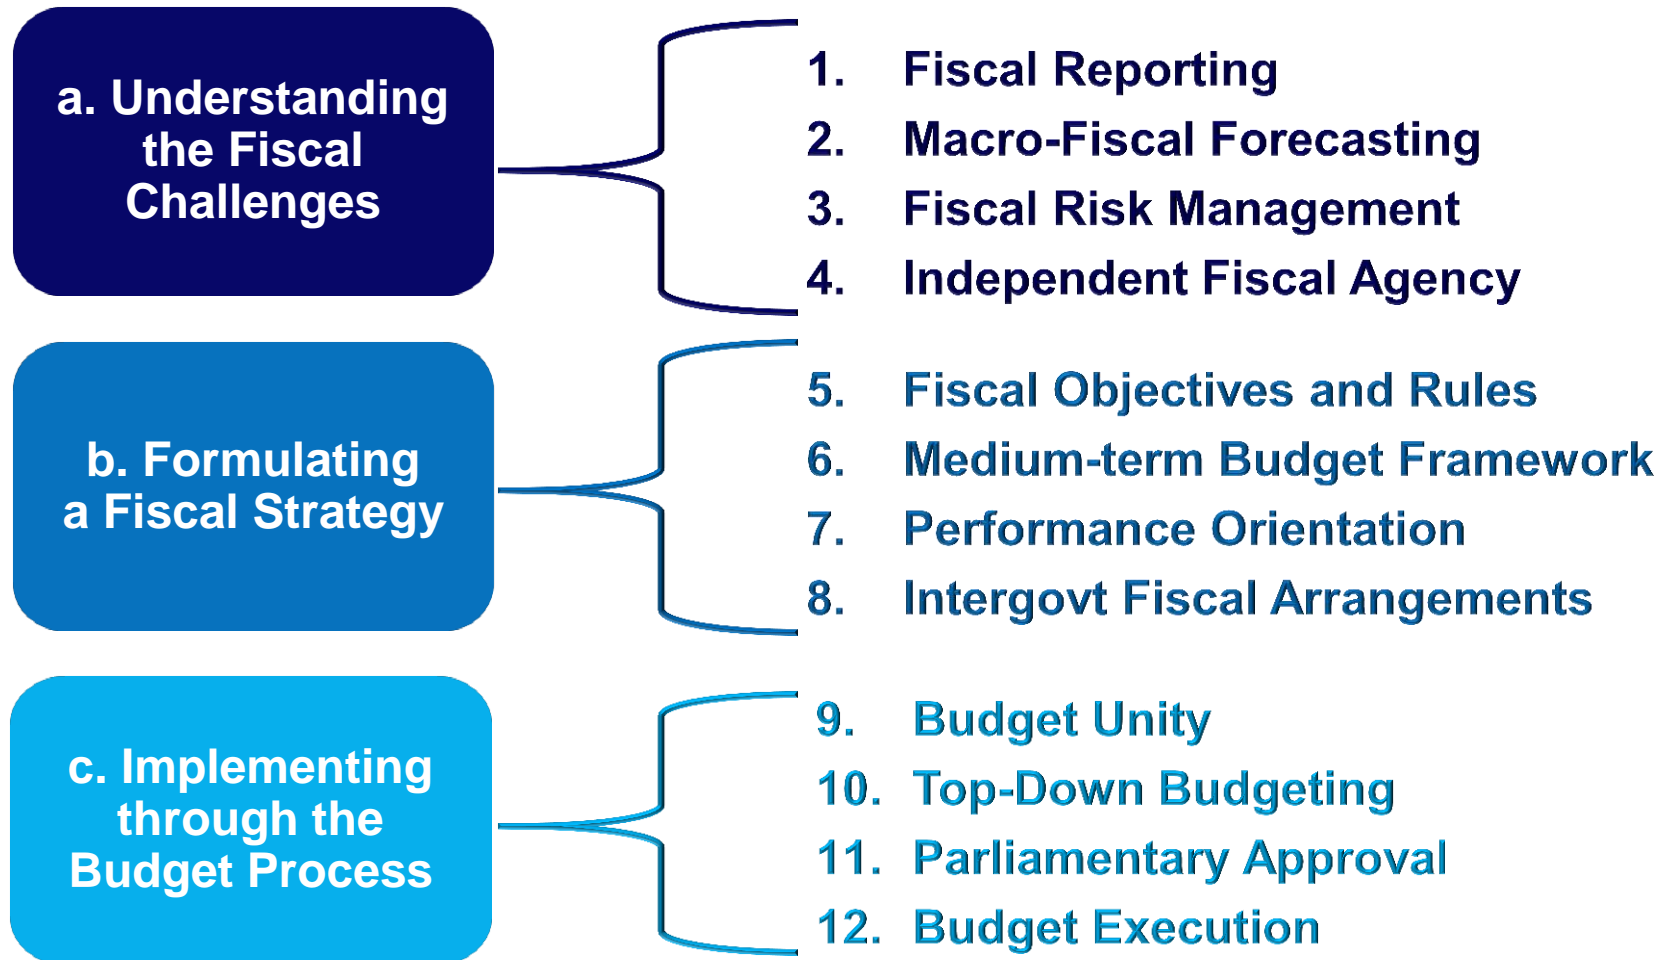 a. Understanding
the Fiscal
Challenges
1. Fiscal Reporting
2. Macro-Fiscal Forecasting
3. Fiscal Risk Management
4. Independent Fiscal Agency
b. Formulating
a Fiscal Strategy
5. Fiscal Objectives and Rules
6. Medium-term Budget Framework
7. Performance Orientation
8. Intergovt Fiscal Arrangements
c. Implementing
through the
Budget Process
9. Budget Unity
10. Top-Down Budgeting
11. Parliamentary Approval
12. Budget Execution